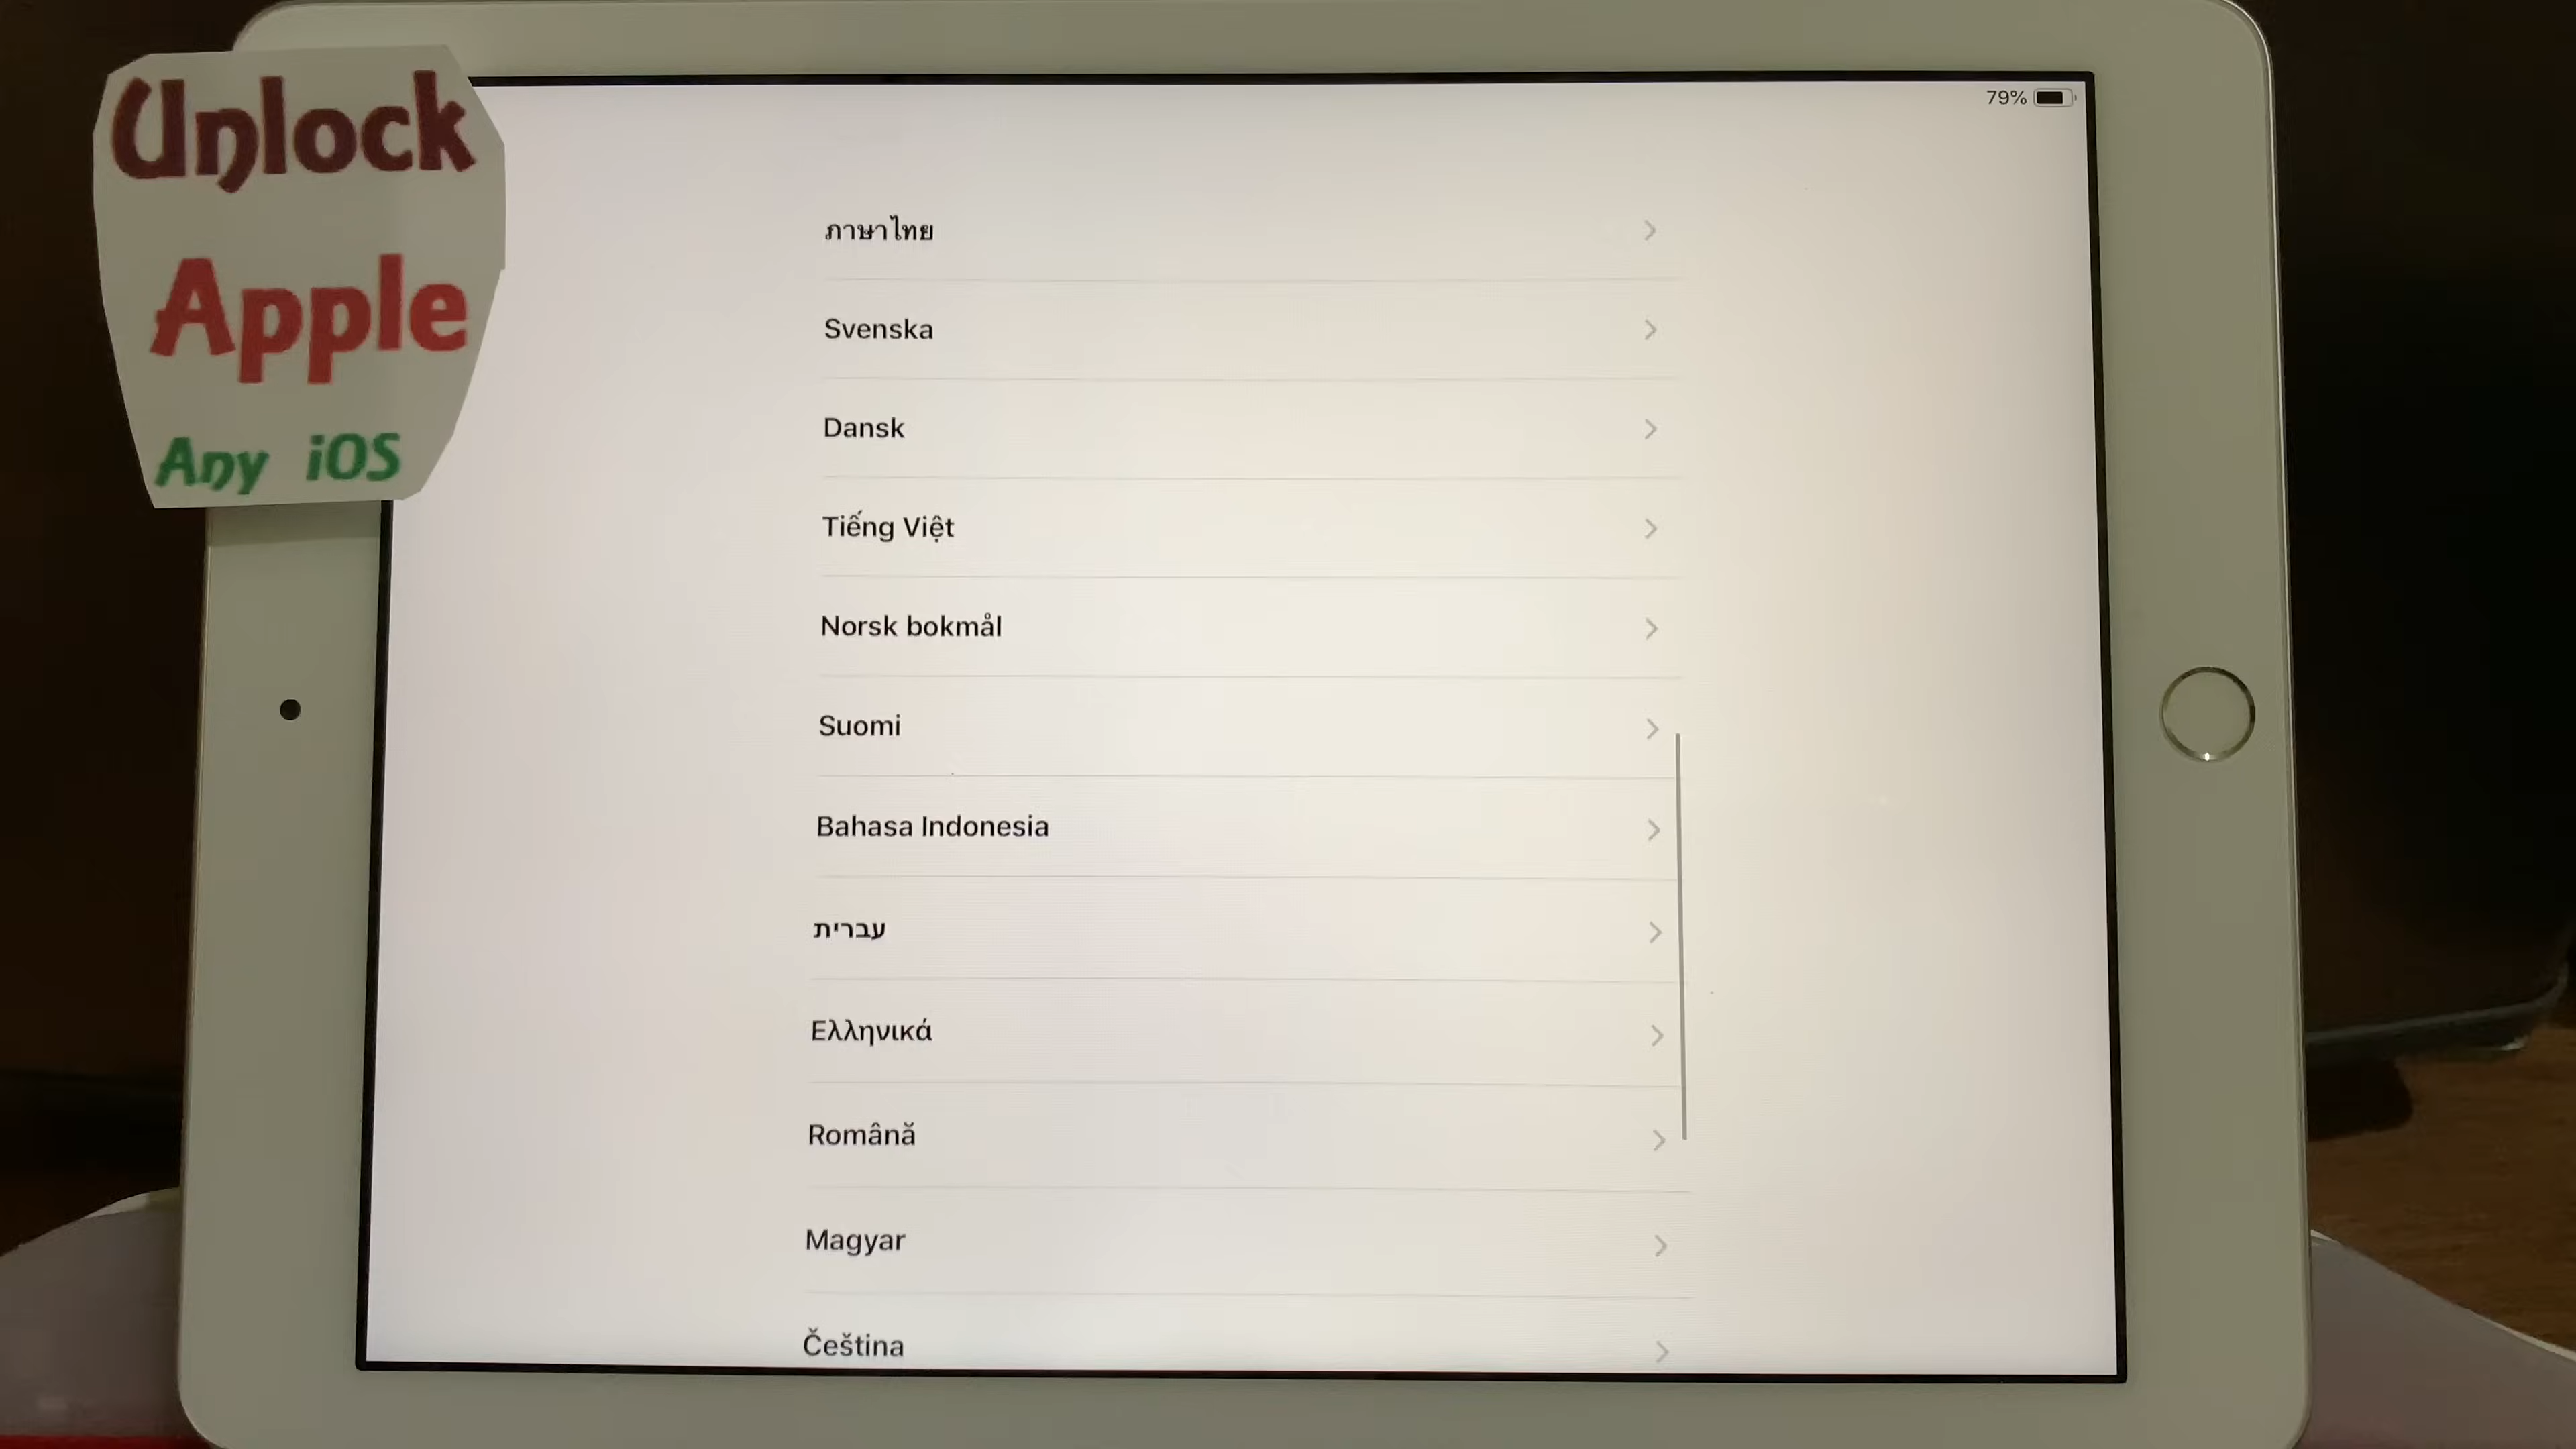 Unlock
Apple
Any iOS
79%
ภาษาไทย
Svenska
Dansk
Tiếng Việt
Norsk bokmål
Suomi
Bahasa Indonesia
עברית
Ελληνικά
Română
Magyar
Čeština